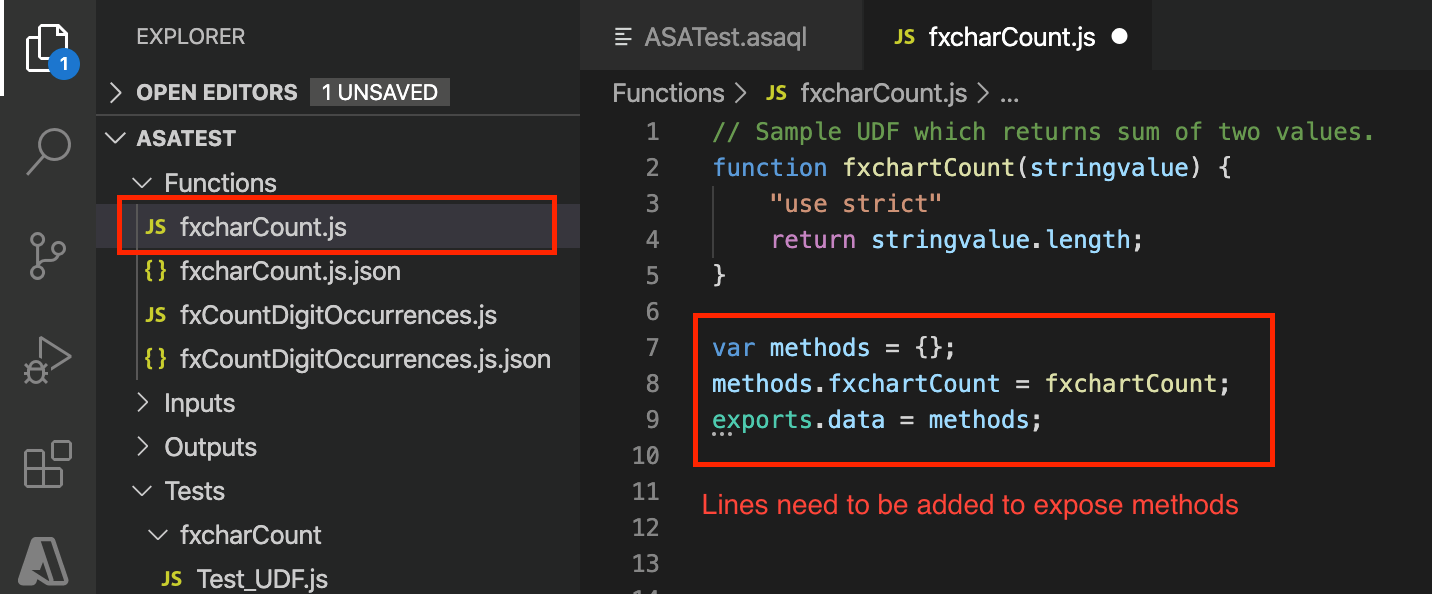 EXPLORER
OPEN EDITORS 1 UNSAVED
ASATEST
Functions
JS fxcharCount.js
{} fxcharCount.js.json
JS fxCountDigitOccurrences.js
{} fxCountDigitOccurrences.js.json
Inputs
Outputs
Tests
fxcharCount
JS Test_UDF.js
1
ASATest.asaql JS fxcharCount.js
Functions > JS fxcharCount.js > ...
1 // Sample UDF which returns sum of two values.
2 function fxchartCount(stringvalue) {
3 "use strict"
4 return stringvalue.length;
5 }
6
7 var methods = {};
8 methods.fxchartCount = fxchartCount;
9 exports.data = methods;
10
11
Lines need to be added to expose methods
12
13